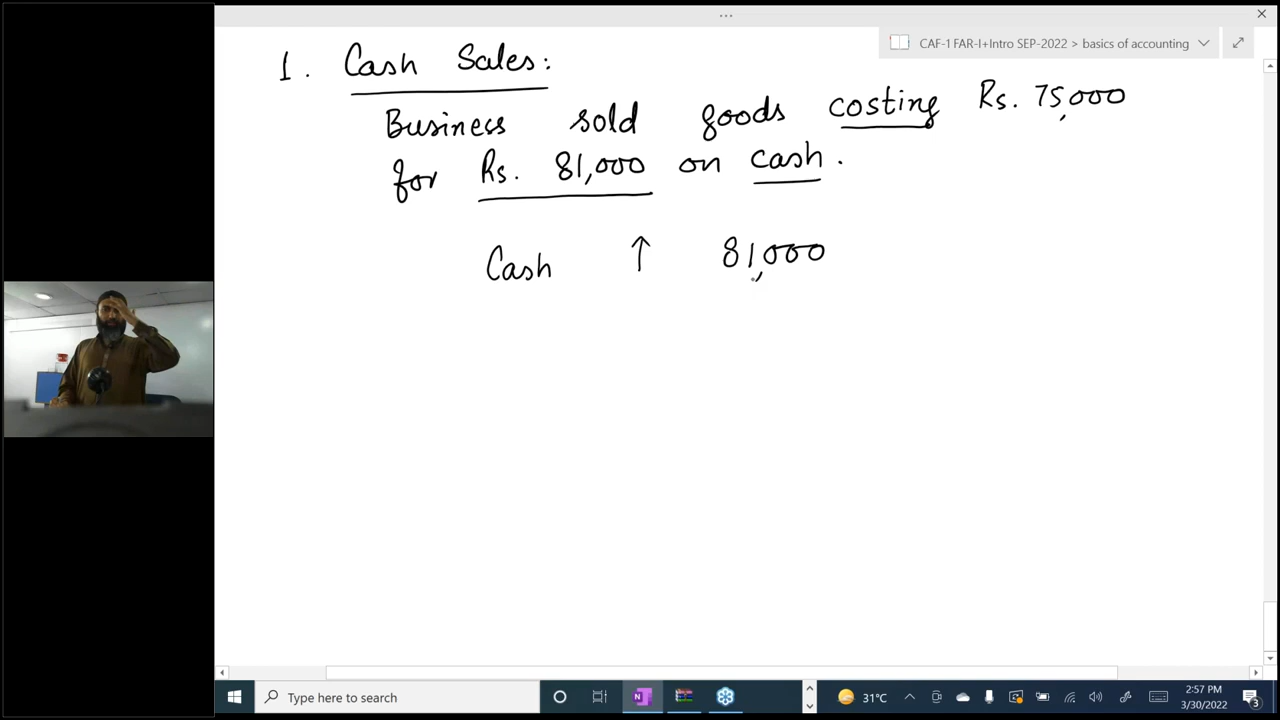 CAF-1 FAR-I+Intro SEP-2022 > basics of accounting
1. Cash Sales:
Business sold goods costing Rs. 75,000
for Rs. 81,000 on cash.
Cash ↑ 81,000
Type here to search
31°C
2:57 PM
3/30/2022
3